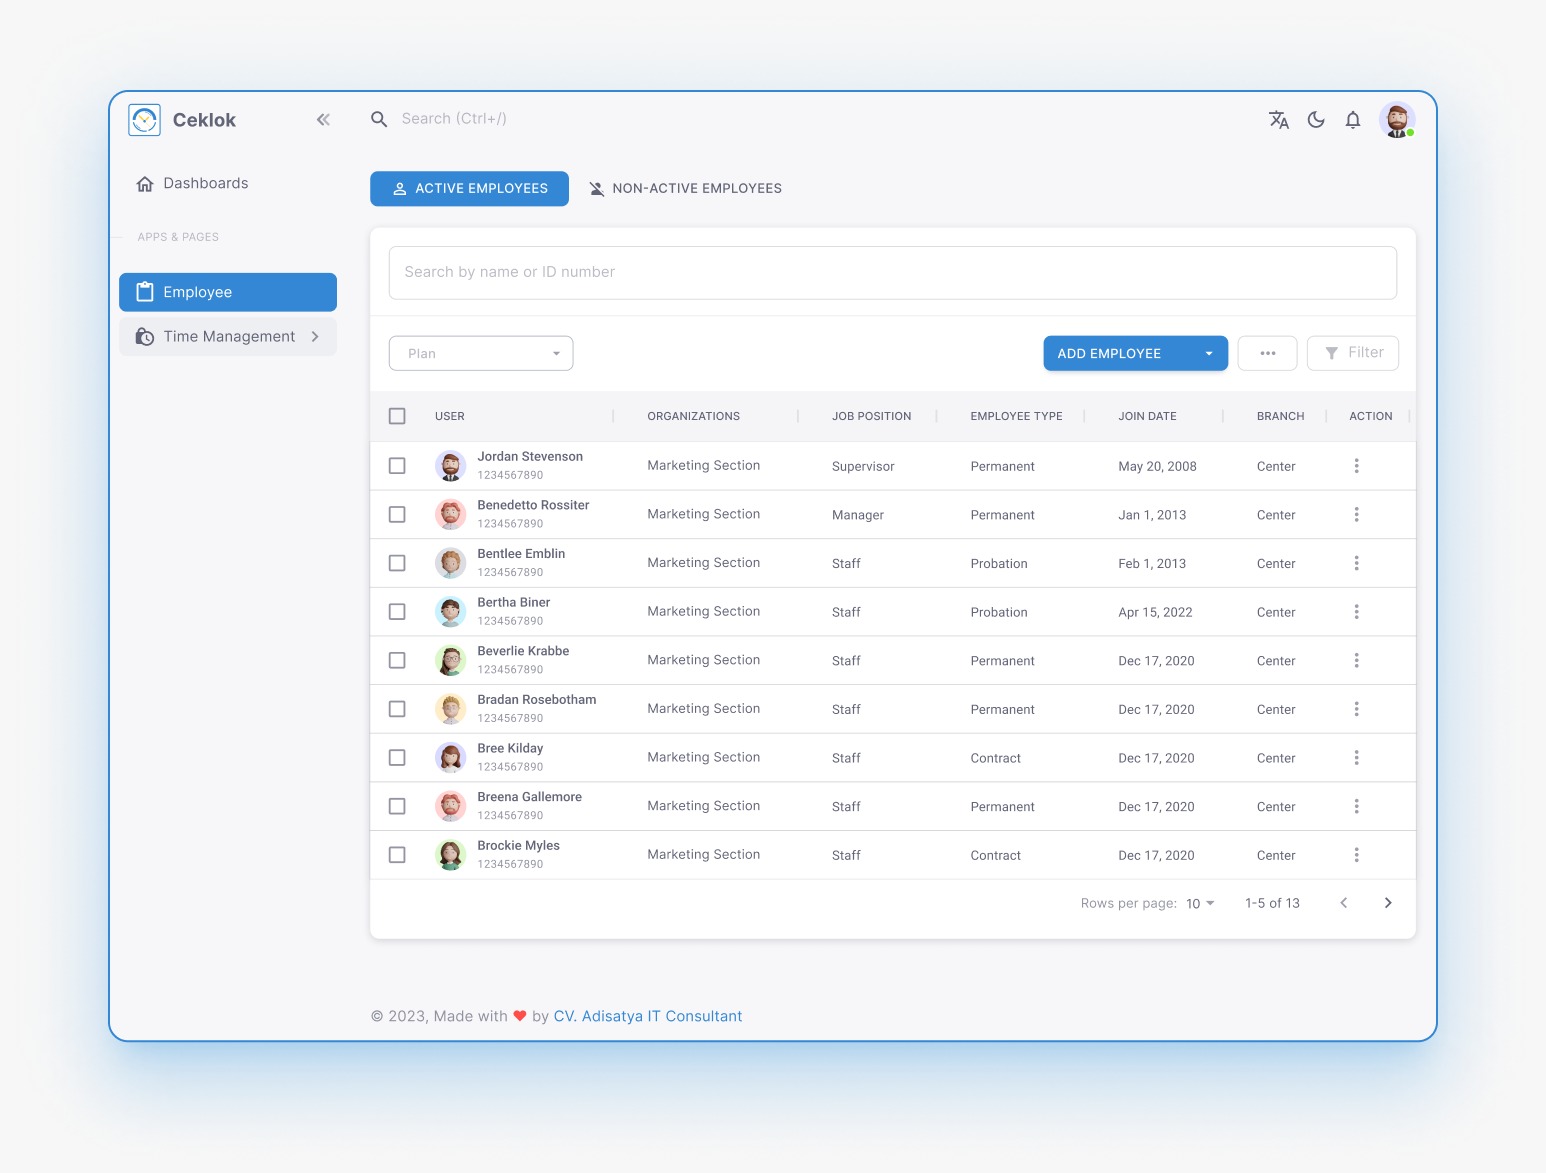 Ceklok
Search (Ctrl+/)
Dashboards
ACTIVE EMPLOYEES
NON-ACTIVE EMPLOYEES
APPS & PAGES
Employee
Time Management
Search by name or ID number
Plan
ADD EMPLOYEE
Filter
USER ORGANIZATIONS JOB POSITION EMPLOYEE TYPE JOIN DATE BRANCH ACTION
Jordan Stevenson
1234567890
Marketing Section Supervisor Permanent May 20, 2008 Center
Benedetto Rossiter
1234567890
Marketing Section Manager Permanent Jan 1, 2013 Center
Bentlee Emblin
1234567890
Marketing Section Staff Probation Feb 1, 2013 Center
Bertha Biner
1234567890
Marketing Section Staff Probation Apr 15, 2022 Center
Beverlie Krabbe
1234567890
Marketing Section Staff Permanent Dec 17, 2020 Center
Bradan Rosebotham
1234567890
Marketing Section Staff Permanent Dec 17, 2020 Center
Bree Kilday
1234567890
Marketing Section Staff Contract Dec 17, 2020 Center
Breena Gallemore
1234567890
Marketing Section Staff Permanent Dec 17, 2020 Center
Brockie Myles
1234567890
Marketing Section Staff Contract Dec 17, 2020 Center
Rows per page: 10 1-5 of 13
© 2023, Made with ❤ by CV. Adisatya IT Consultant